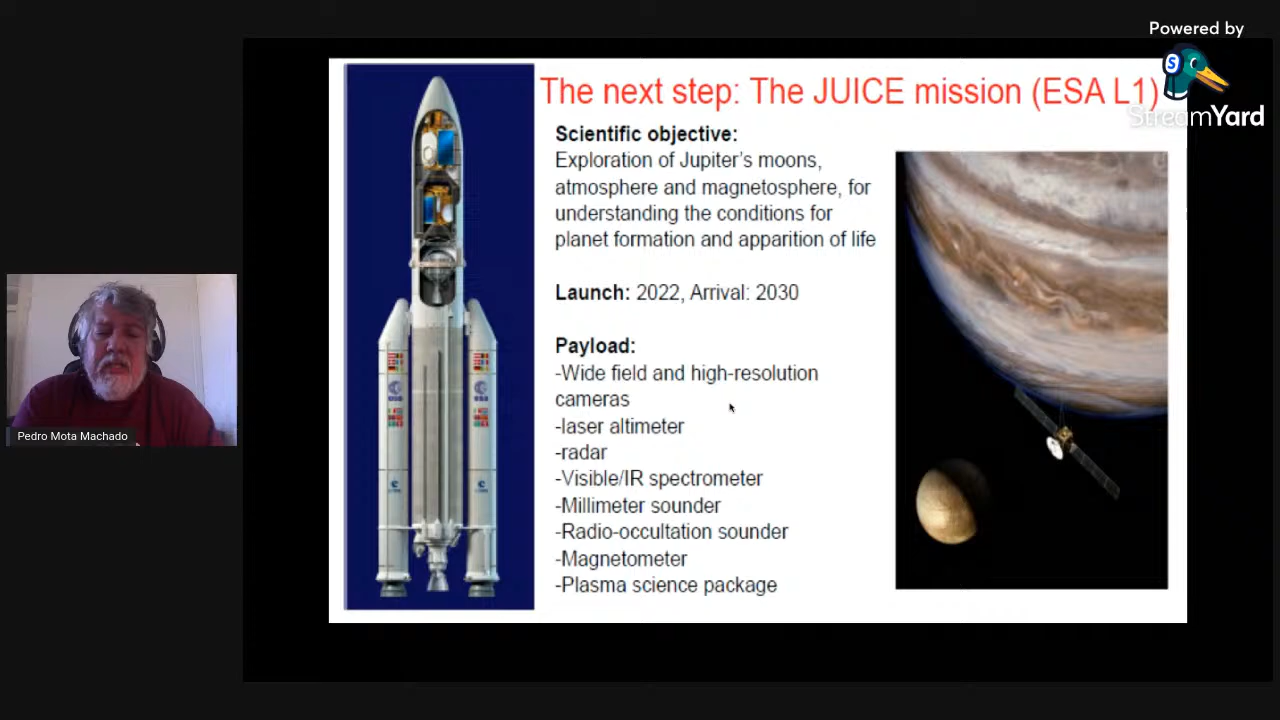 Powered by
StreamYard
The next step: The JUICE mission (ESA L1)
Scientific objective:
Exploration of Jupiter's moons,
atmosphere and magnetosphere, for
understanding the conditions for
planet formation and apparition of life
Launch: 2022, Arrival: 2030
Payload:
-Wide field and high-resolution
cameras
-laser altimeter
-radar
-Visible/IR spectrometer
-Millimeter sounder
-Radio-occultation sounder
-Magnetometer
-Plasma science package
Pedro Mota Machado